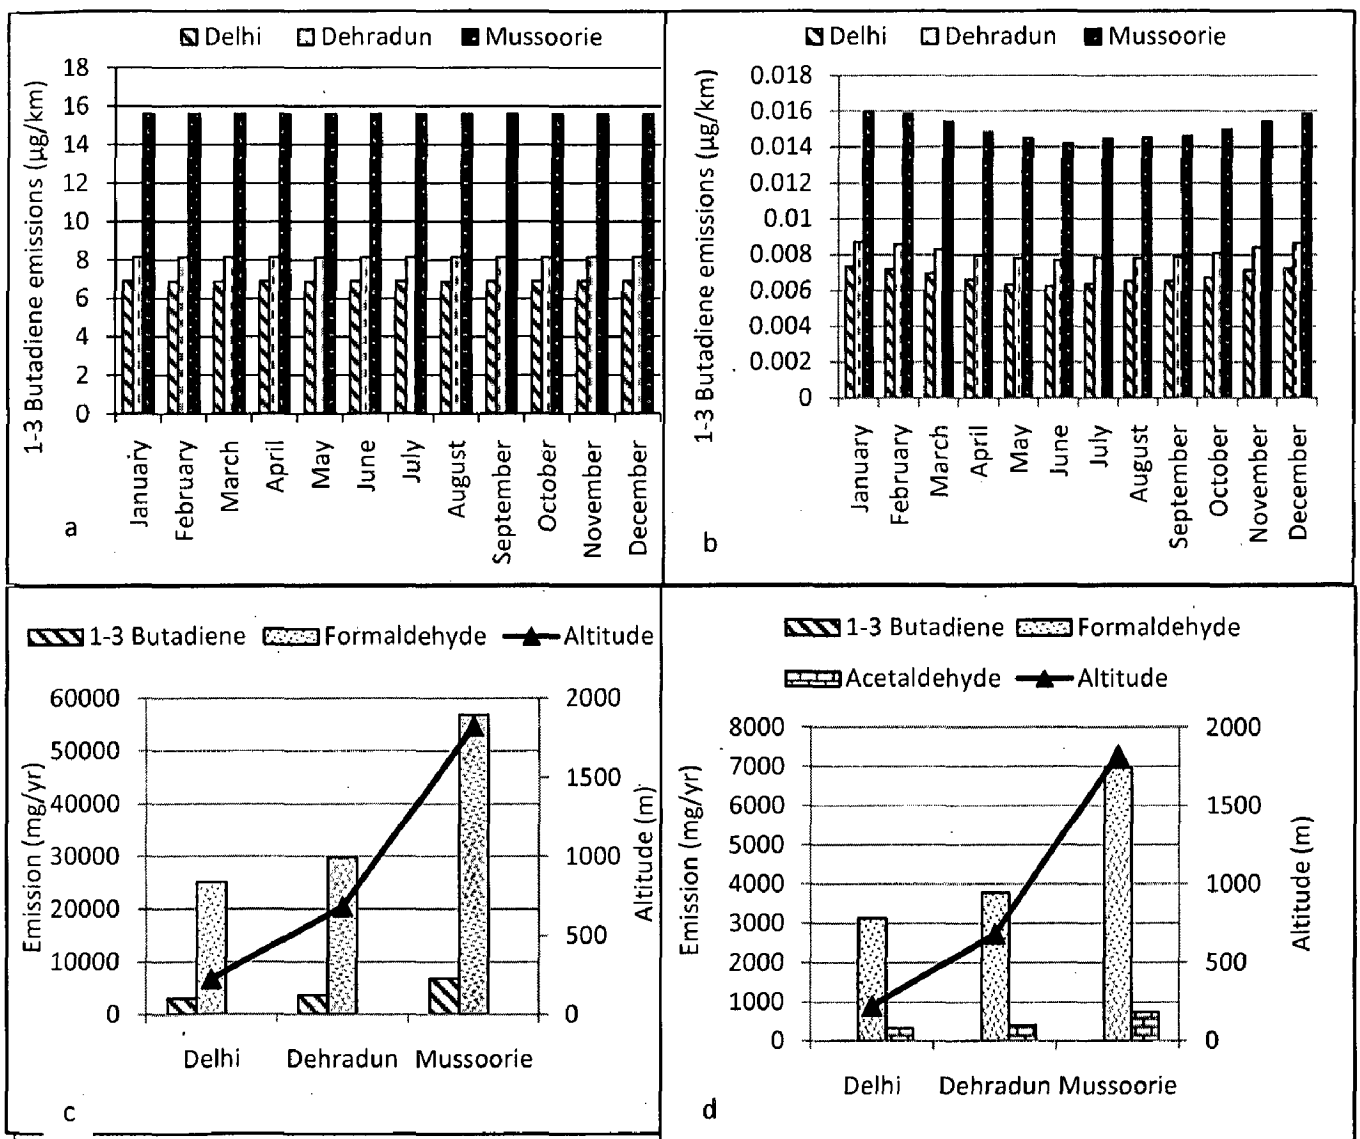 Delhi Dehradun Mussoorie
1-3 Butadiene emissions (µg/km)
18
16
14
12
10
8
6
4
2
0
January
February
March
April
May
June
July
August
September
October
November
December
a
Delhi Dehradun Mussoorie
1-3 Butadiene emissions (µg/km)
0.018
0.016
0.014
0.012
0.01
0.008
0.006
0.004
0.002
0
January
February
March
April
May
June
July
August
September
October
November
December
b
1-3 Butadiene Formaldehyde Altitude
Emission (mg/yr)
60000
50000
40000
30000
20000
10000
0
2000
1500
1000
500
0
Altitude (m)
Delhi Dehradun Mussoorie
c
1-3 Butadiene Formaldehyde
Acetaldehyde Altitude
Emission (mg/yr)
8000
7000
6000
5000
4000
3000
2000
1000
0
2000
1500
1000
500
0
Altitude (m)
Delhi Dehradun Mussoorie
d